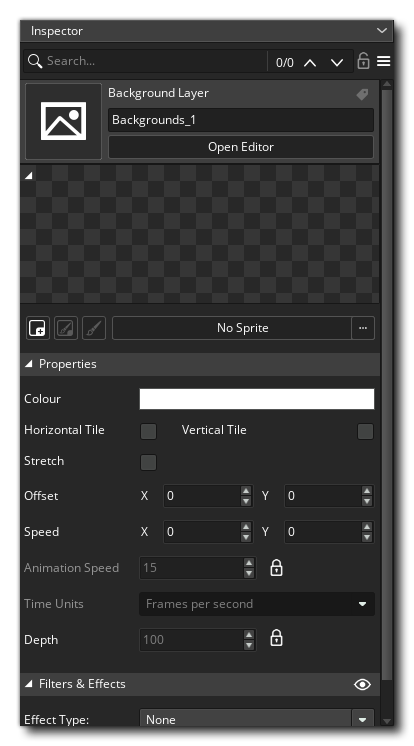 Inspector
Search... 0/0
Background Layer
Backgrounds_1
Open Editor
No Sprite ...
Properties
Colour
Horizontal Tile Vertical Tile
Stretch
Offset X 0 Y 0
Speed X 0 Y 0
Animation Speed 15
Time Units Frames per second
Depth 100
Filters & Effects
Effect Type: None